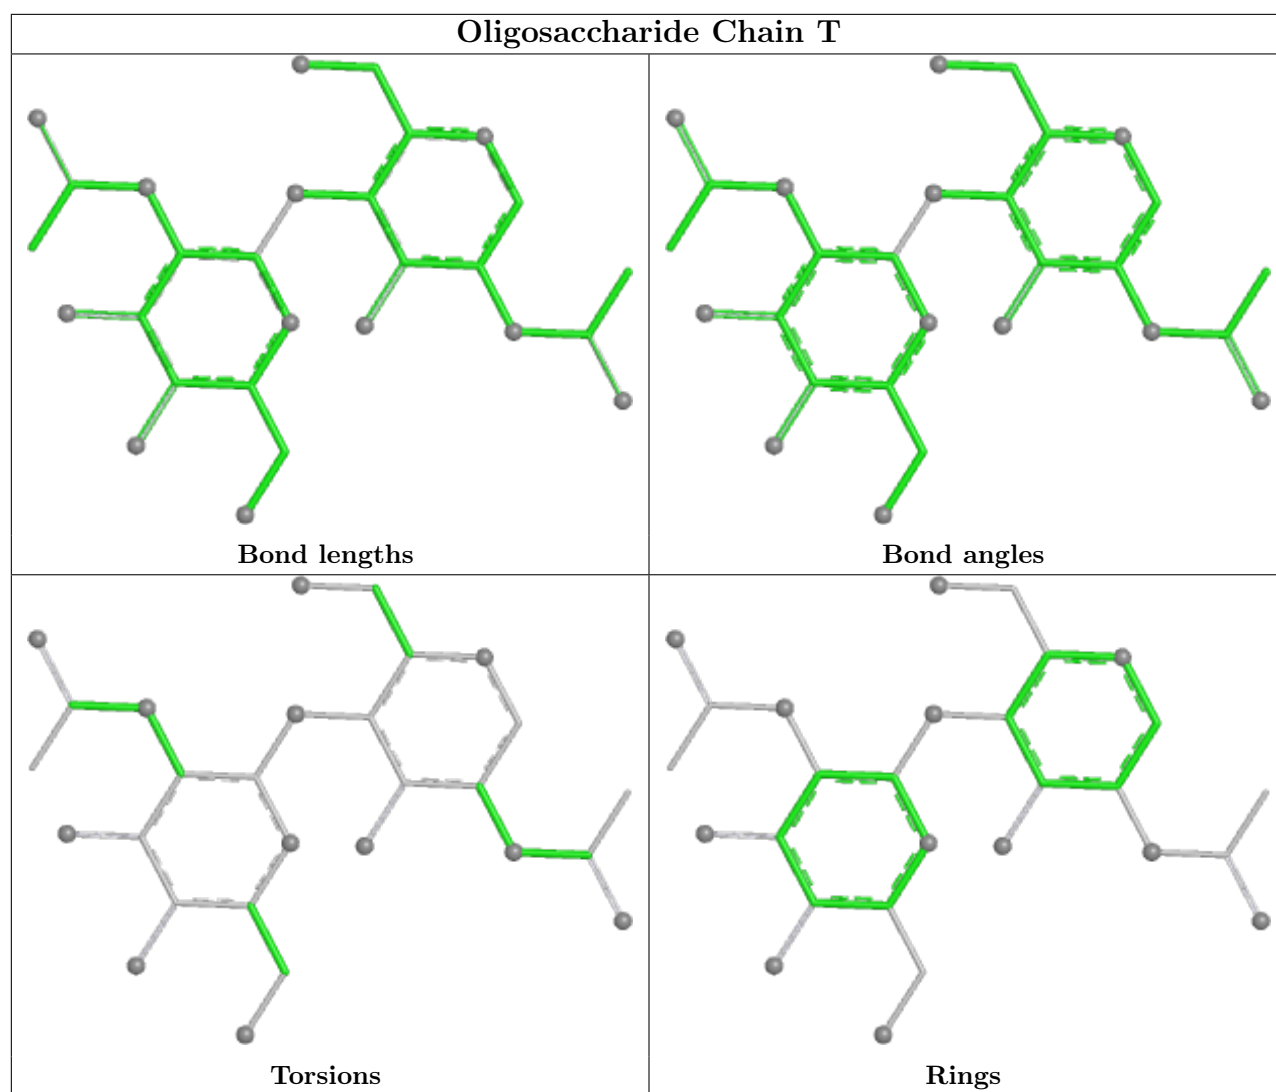 Oligosaccharide Chain T
Bond lengths
Bond angles
Torsions
Rings